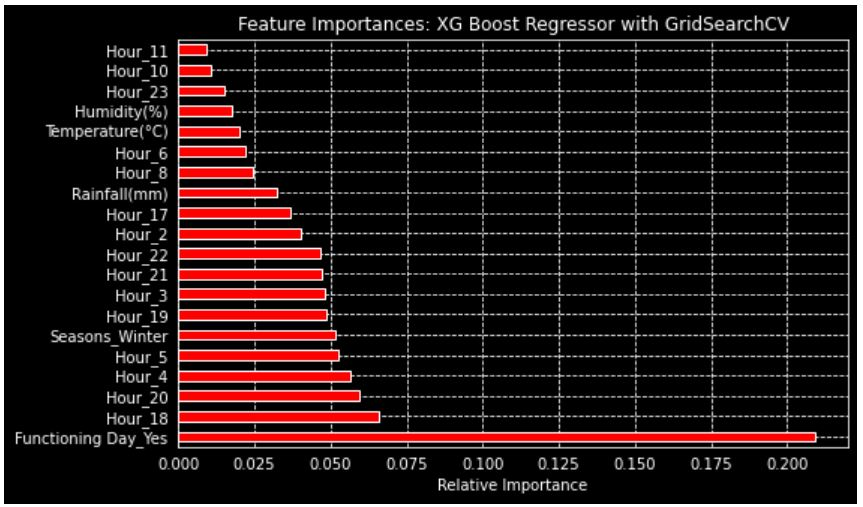 Feature Importances: XG Boost Regressor with GridSearchCV
Hour_11
Hour_10
Hour_23
Humidity(%)
Temperature(°C)
Hour_6
Hour_8
Rainfall(mm)
Hour_17
Hour_2
Hour_22
Hour_21
Hour_3
Hour_19
Seasons_Winter
Hour_5
Hour_4
Hour_20
Hour_18
Functioning Day_Yes
0.000 0.025 0.050 0.075 0.100 0.125 0.150 0.175 0.200
Relative Importance